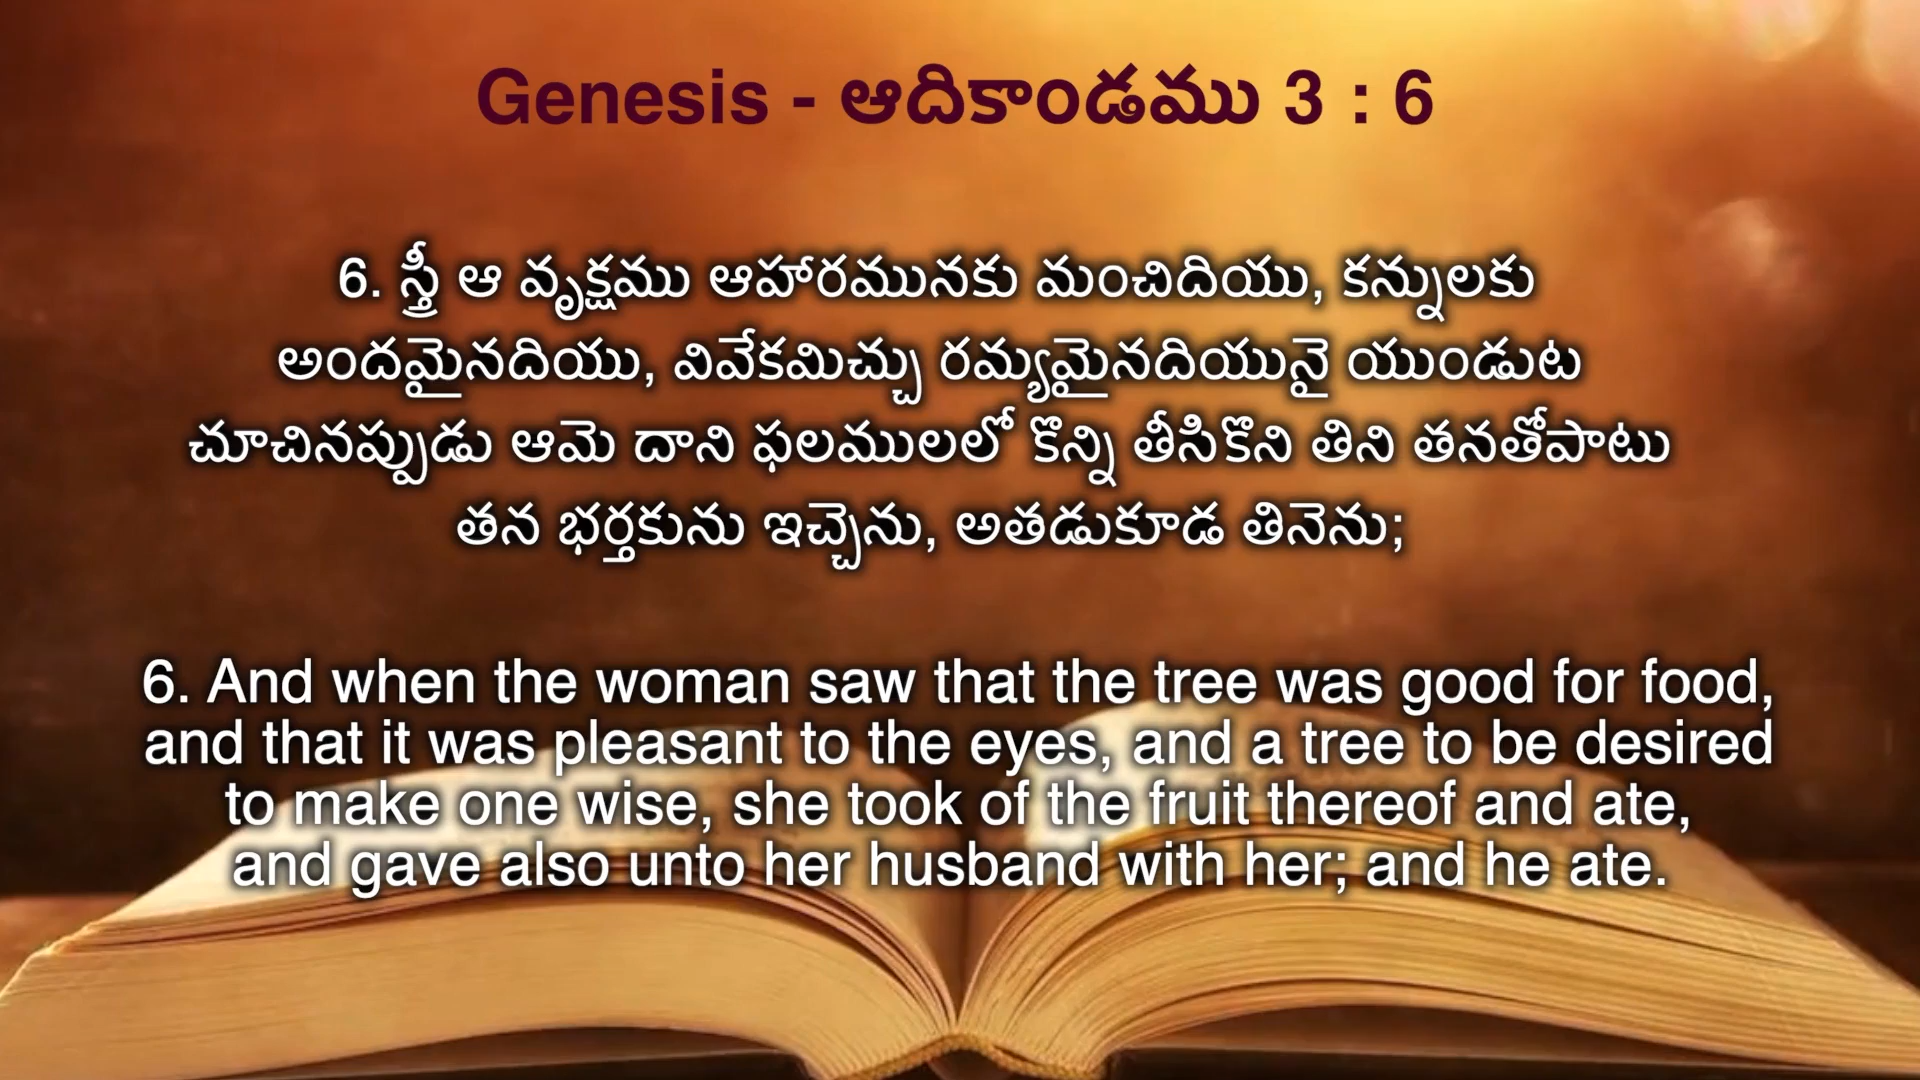 Genesis - ఆదికాండము 3 : 6
6. స్త్రీ ఆ వృక్షము ఆహారమునకు మంచిదియు, కన్నులకు
అందమైనదియు, వివేకమిచ్చు రమ్యమైనదియునై యుండుట
చూచినప్పుడు ఆమె దాని ఫలములలో కొన్ని తీసికొని తిని తనతోపాటు
తన భర్తకును ఇచ్చెను, అతడుకూడ తినెను;
6. And when the woman saw that the tree was good for food,
and that it was pleasant to the eyes, and a tree to be desired
to make one wise, she took of the fruit thereof and ate,
and gave also unto her husband with her; and he ate.